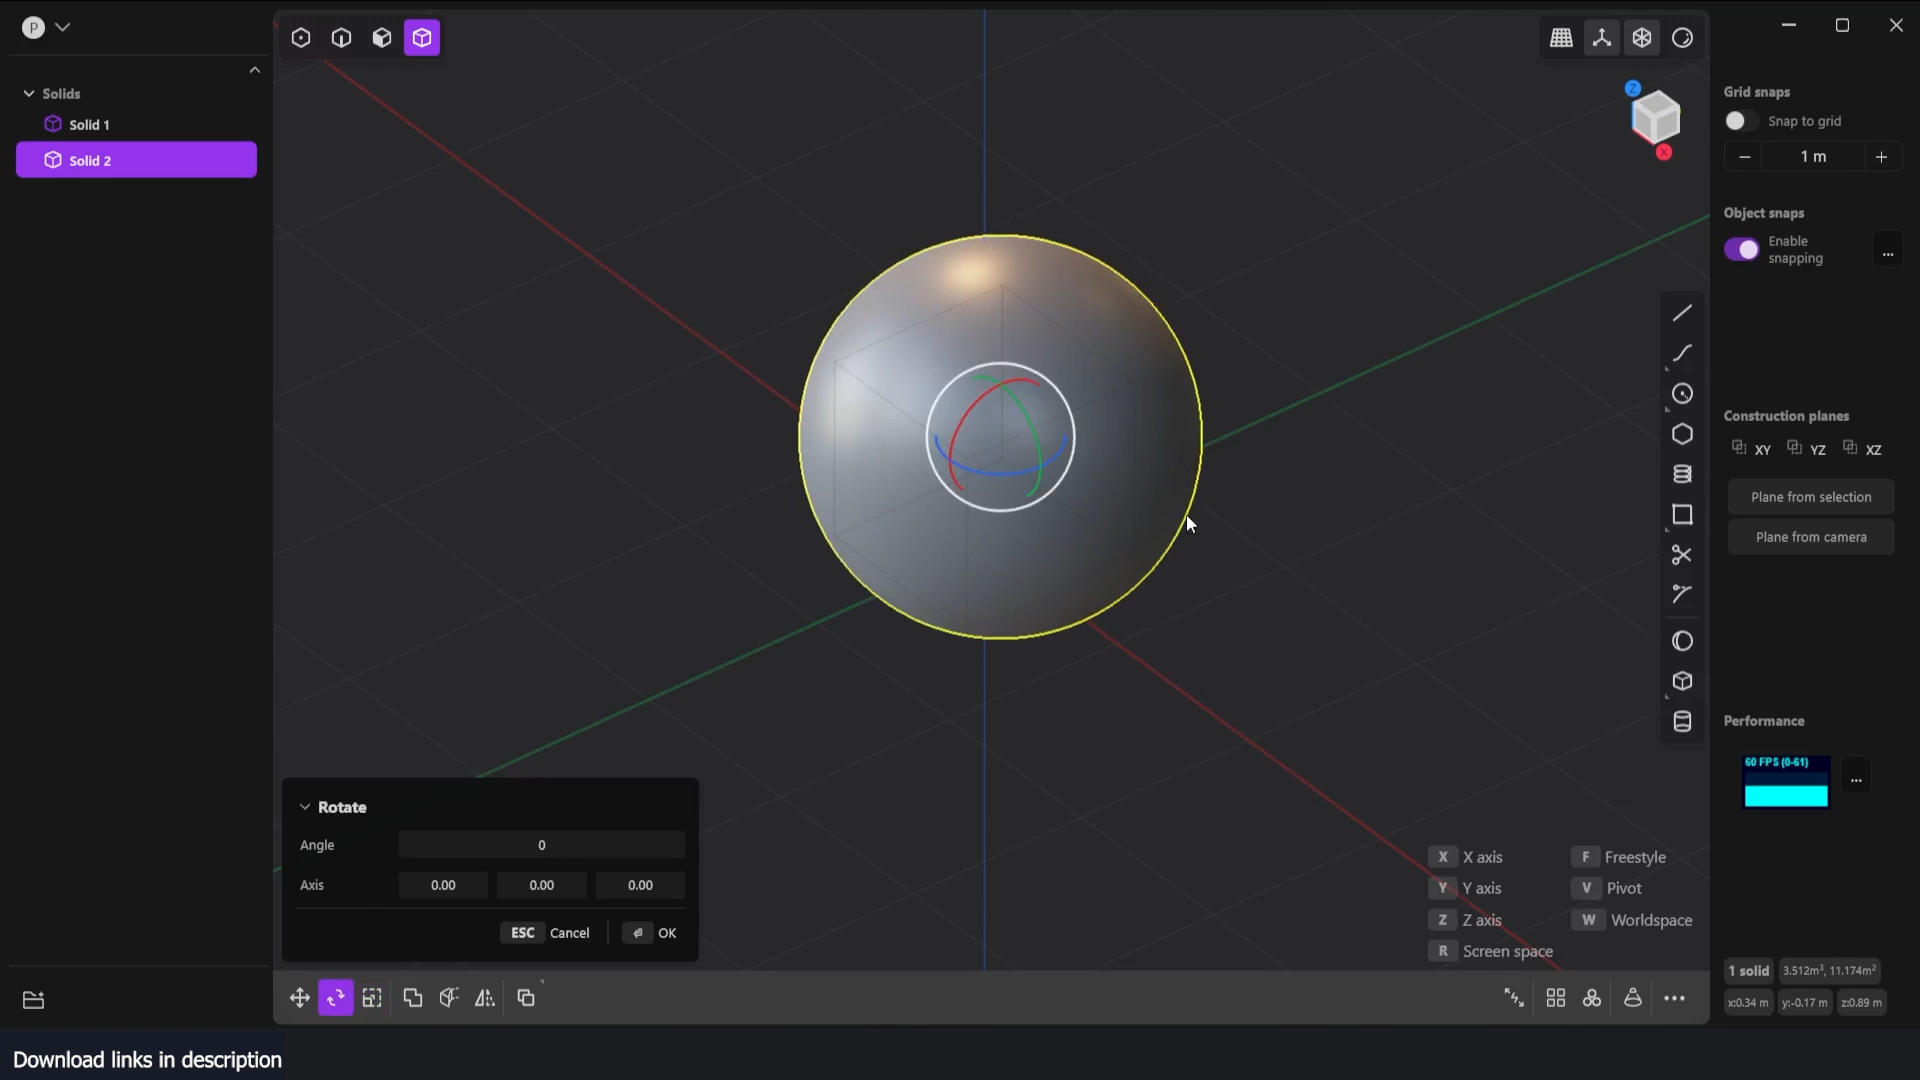 P
Solids
Solid 1
Solid 2
Z
X
Grid snaps
Snap to grid
1 m
Object snaps
Enable
snapping
...
Construction planes
XY YZ XZ
Plane from selection
Plane from camera
Performance
60 FPS (0-61)
...
Rotate
Angle 0
Axis 0.00 0.00 0.00
ESC Cancel OK
X X axis F Freestyle
Y Y axis V Pivot
Z Z axis W Worldspace
R Screen space
1 solid 3.512m³, 11.174m²
x:0.34 m y:-0.17 m z:0.89 m
Download links in description